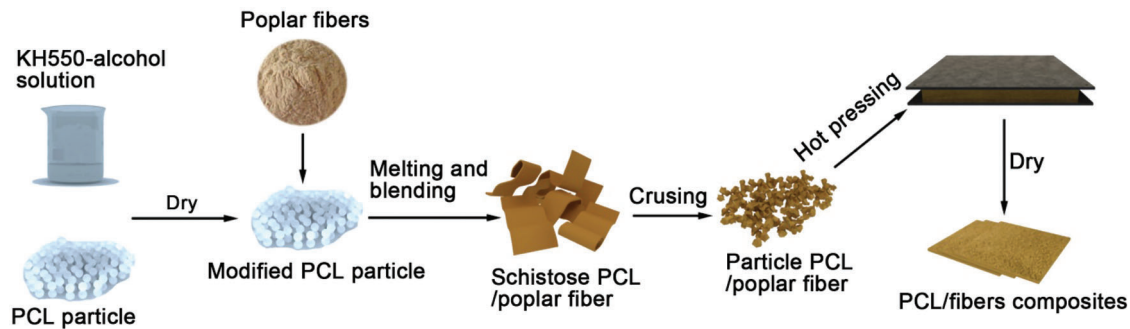 Poplar fibers
KH550-alcohol
solution
Dry
PCL particle
Modified PCL particle
Melting and
blending
Schistose PCL
/poplar fiber
Crusing
Particle PCL
/poplar fiber
Hot pressing
Dry
PCL/fibers composites